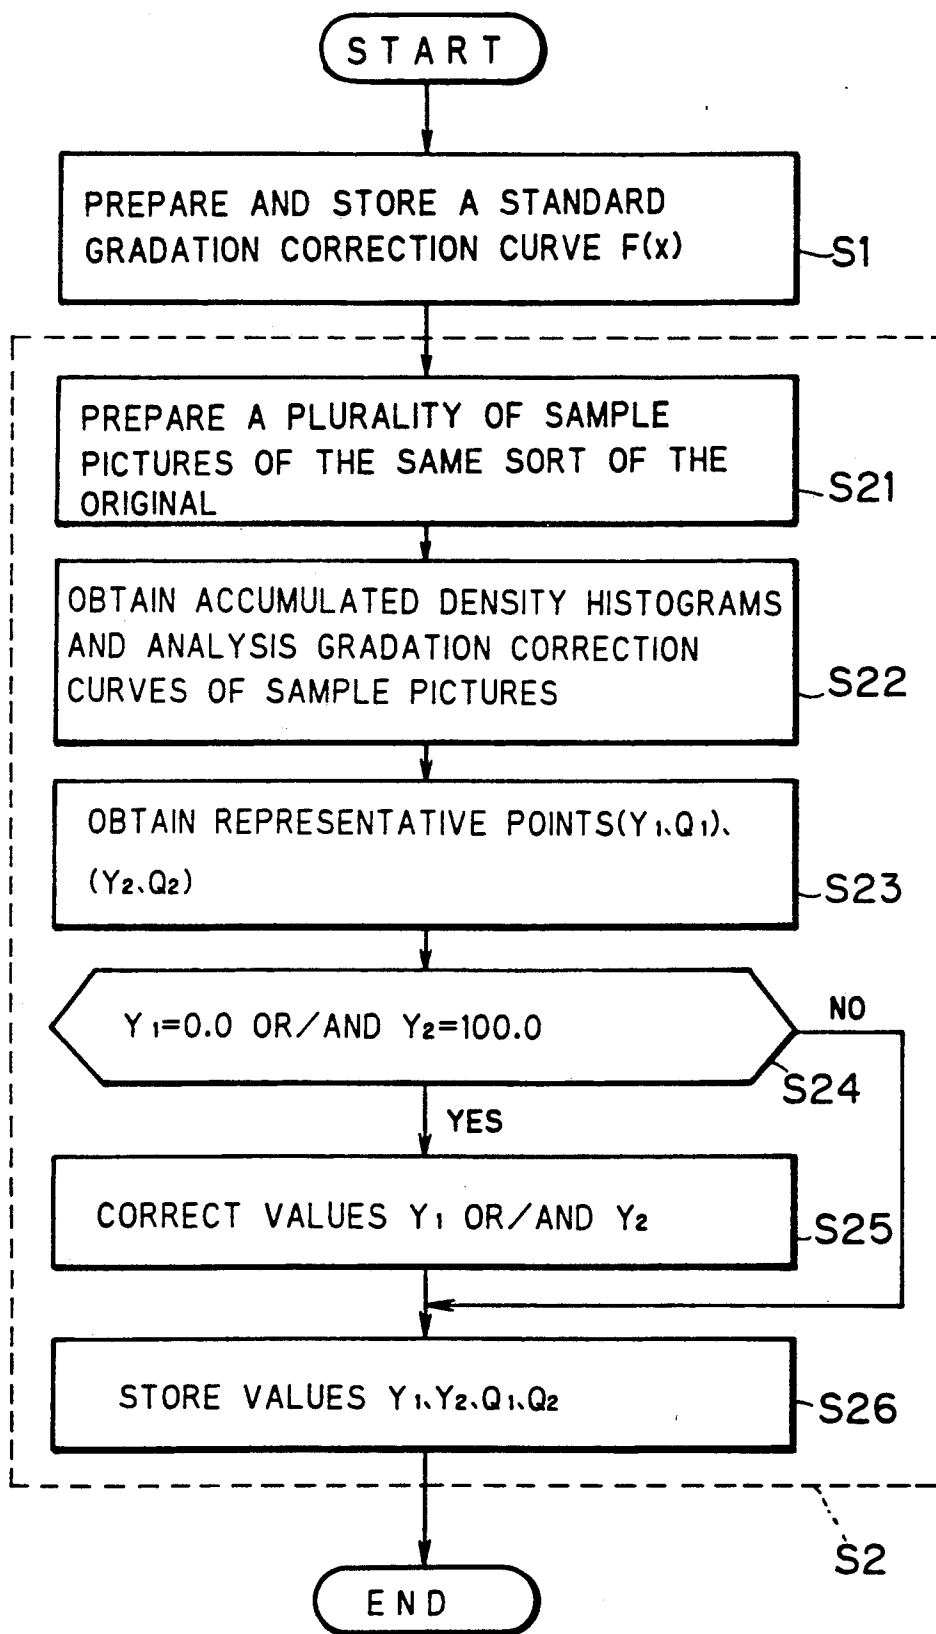 START
PREPARE AND STORE A STANDARD
GRADATION CORRECTION CURVE F(x)
S1
PREPARE A PLURALITY OF SAMPLE
PICTURES OF THE SAME SORT OF THE
ORIGINAL
S21
OBTAIN ACCUMULATED DENSITY HISTOGRAMS
AND ANALYSIS GRADATION CORRECTION
CURVES OF SAMPLE PICTURES
S22
OBTAIN REPRESENTATIVE POINTS(Y₁、Q₁)、
(Y₂、Q₂)
S23
Y₁=0.0 OR/AND Y₂=100.0
NO
S24
YES
CORRECT VALUES Y₁ OR/AND Y₂
S25
STORE VALUES Y₁、Y₂、Q₁、Q₂
S26
S2
END